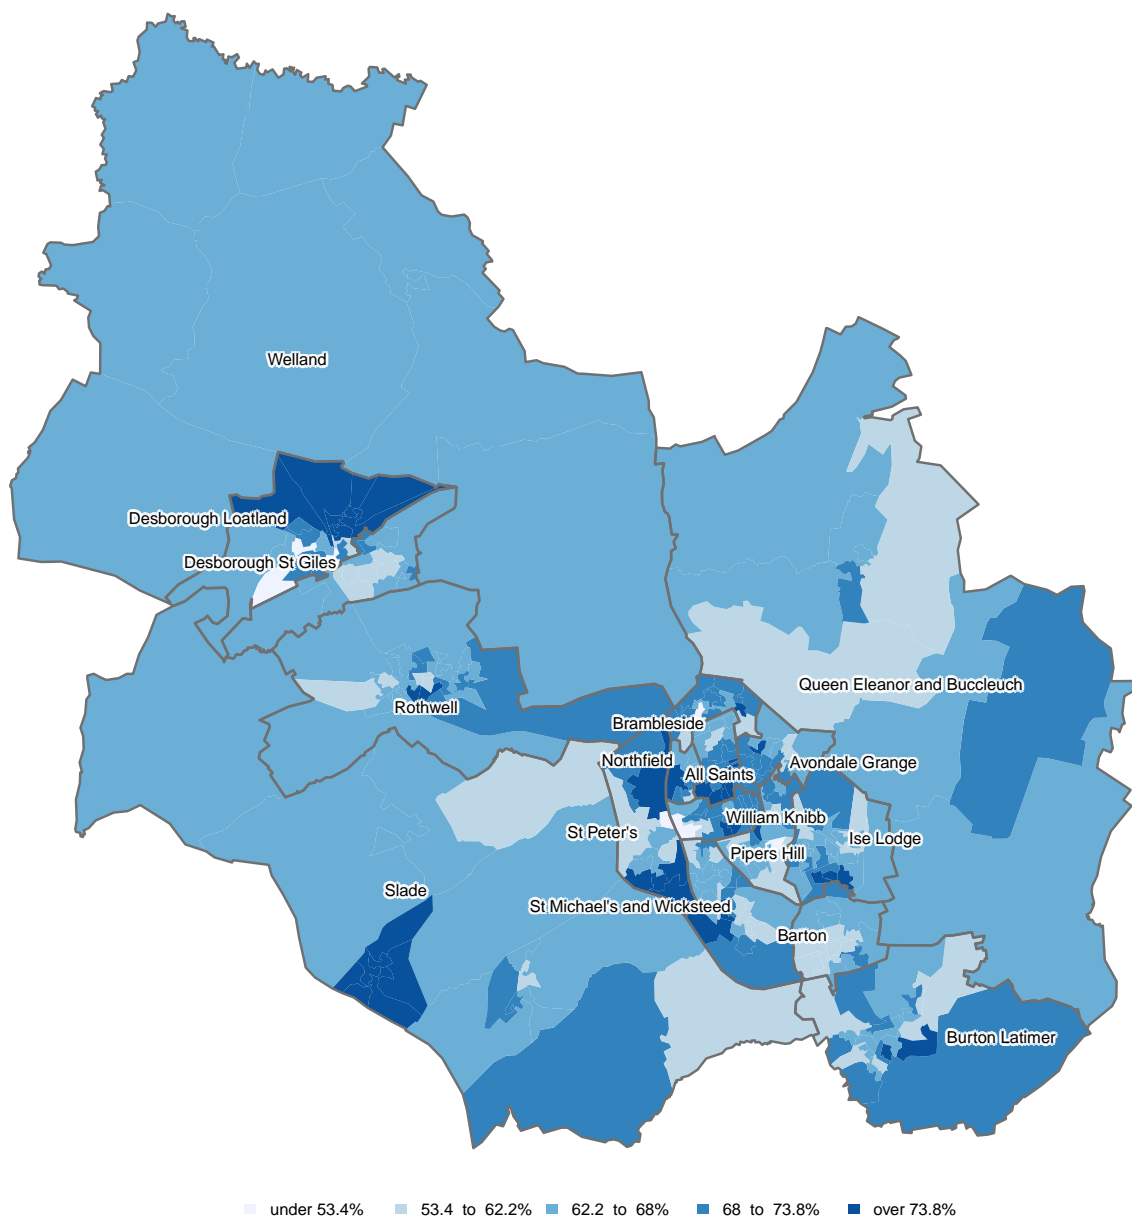 Welland
Desborough Loatland
Desborough St Giles
Queen Eleanor and Buccleuch
Rothwell
Brambleside
Northfield
Avondale Grange
All Saints
William Knibb
St Peter's
Ise Lodge
Pipers Hill
Slade
St Michael's and Wicksteed
Barton
Burton Latimer
under 53.4% 53.4 to 62.2% 62.2 to 68% 68 to 73.8% over 73.8%